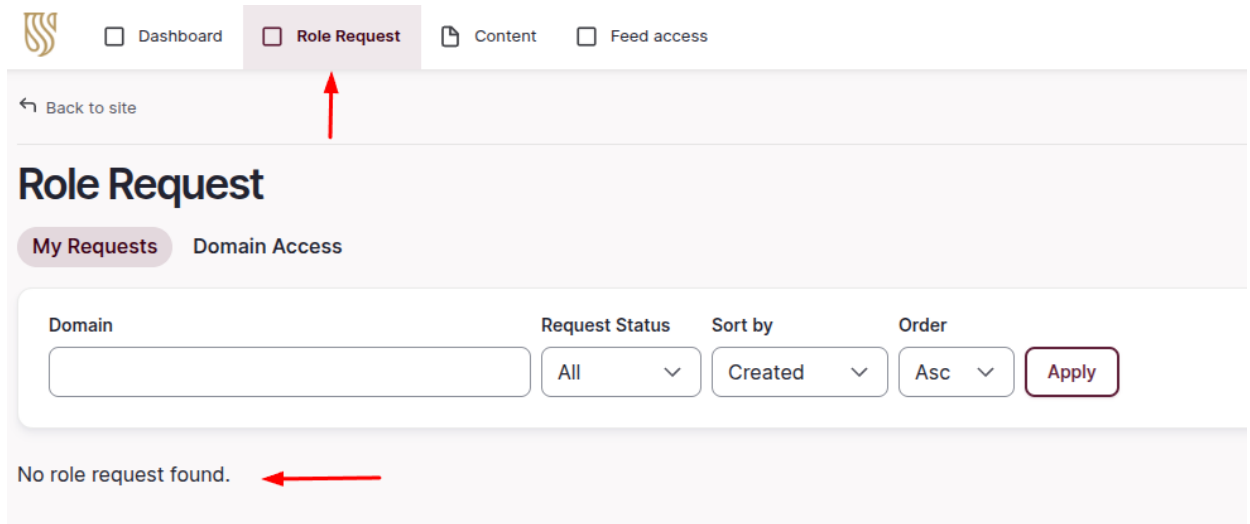 Dashboard Role Request Content Feed access
Back to site
Role Request
My Requests Domain Access
Domain Request Status Sort by Order
All Created Asc Apply
No role request found.